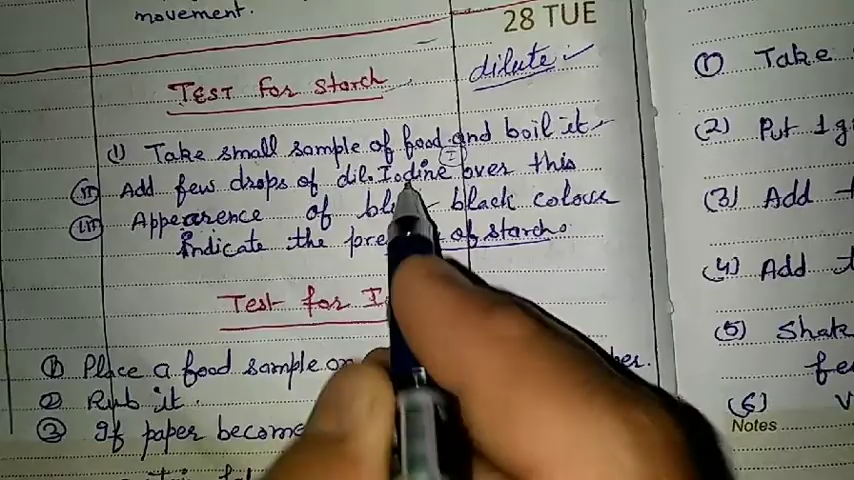 movement.
28 TUE
Test for Starch
dilute
(i) Take small sample of food and boil it
(ii) Add few drops of dil. Iodine over this
I
(iii) Appearence of black colour
indicate the of starch
Test for
① Place a food sample on
② Rub it.
③ If paper become
① Take
(2) Put 1g
(3) Add
(4) Add
(5) Shake
(6)
Notes